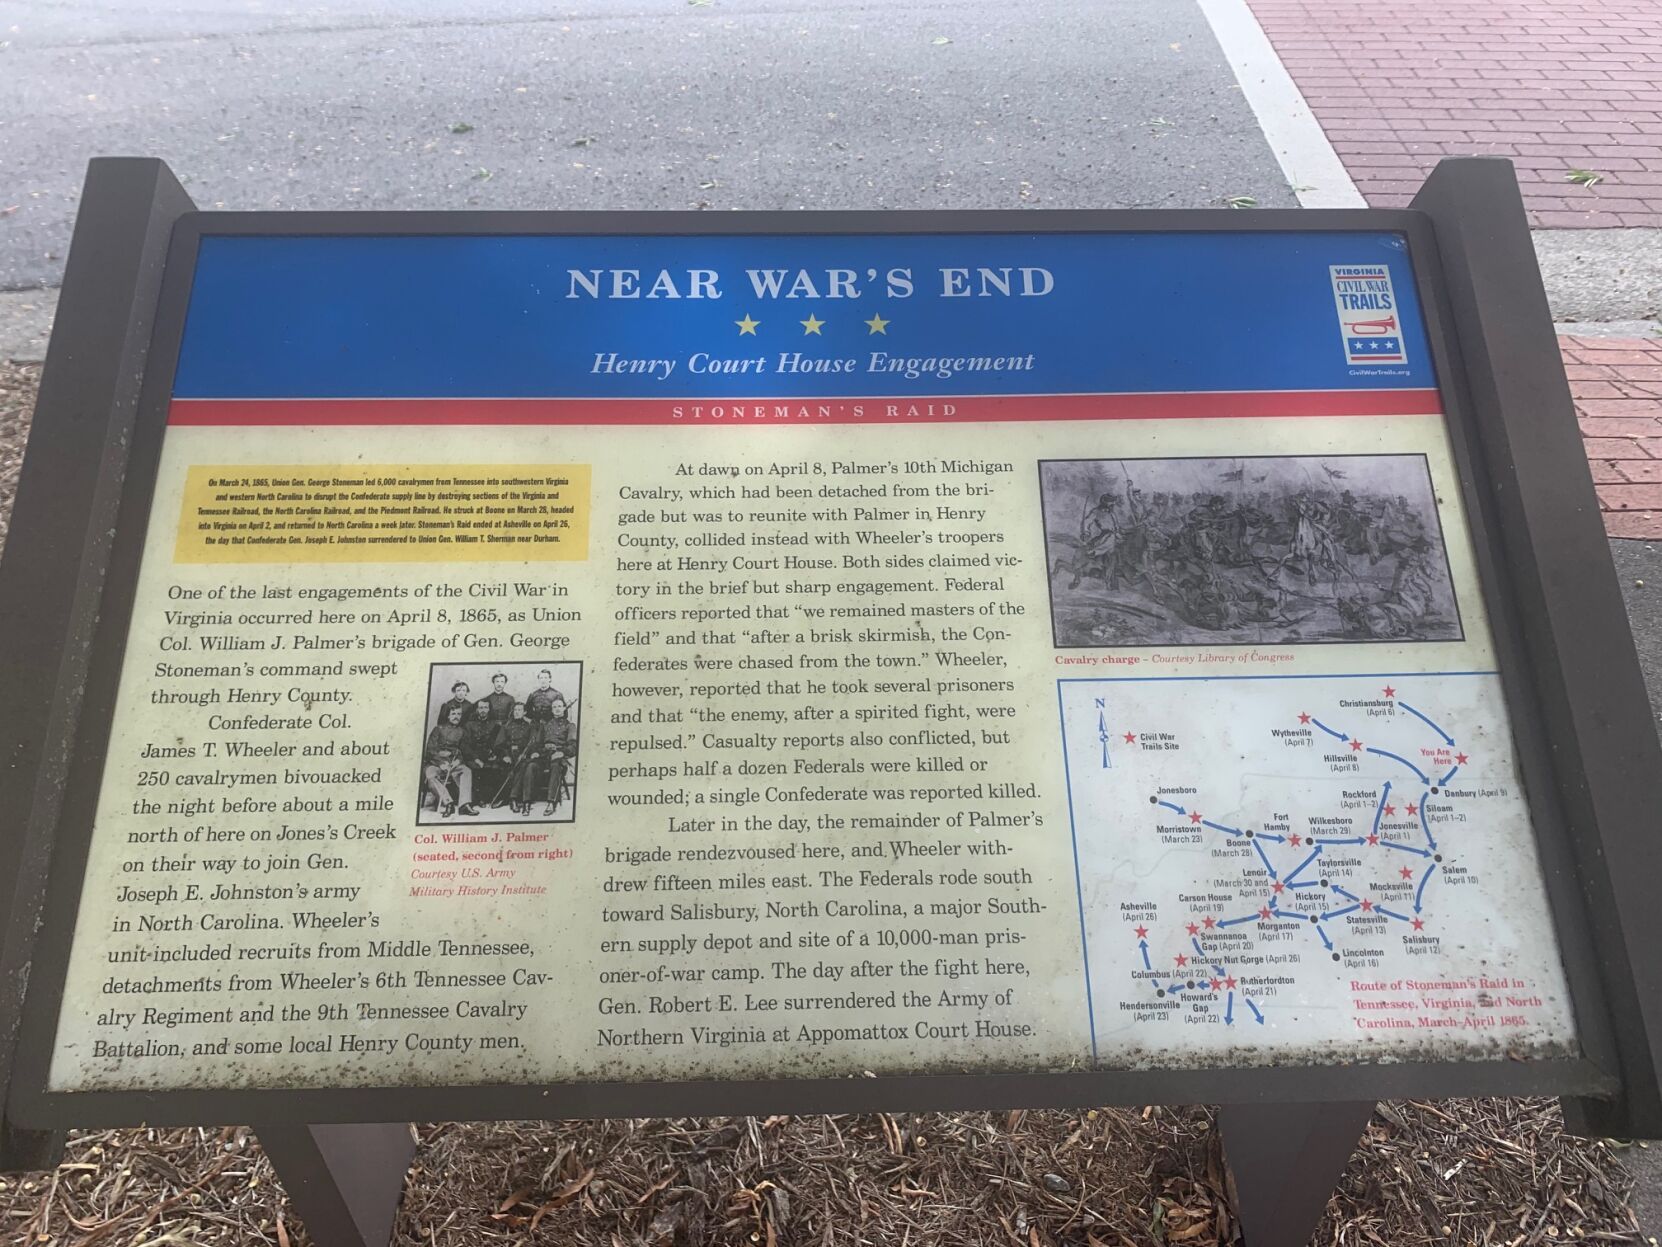 NEAR WAR'S END
Henry Court House Engagement
VIRGINIA
CIVIL WAR
TRAILS
CivilWarTrails.org
STONEMAN'S RAID
On March 24, 1865, Union Gen. George Stoneman led 6,000 cavalrymen from Tennessee into southwestern Virginia
and western North Carolina to disrupt the Confederate supply line by destroying sections of the Virginia and
Tennessee Railroad, the North Carolina Railroad, and the Piedmont Railroad. He struck at Boone on March 28, headed
into Virginia on April 2, and returned to North Carolina a week later. Stoneman's Raid ended at Asheville on April 26,
the day that Confederate Gen. Joseph E. Johnston surrendered to Union Gen. William T. Sherman near Durham.
One of the last engagements of the Civil War in
Virginia occurred here on April 8, 1865, as Union
Col. William J. Palmer's brigade of Gen. George
Stoneman's command swept
through Henry County.
Confederate Col.
James T. Wheeler and about
250 cavalrymen bivouacked
the night before about a mile
north of here on Jones's Creek
on their way to join Gen.
Joseph E. Johnston's army
in North Carolina. Wheeler's
unit included recruits from Middle Tennessee,
detachments from Wheeler's 6th Tennessee Cav-
alry Regiment and the 9th Tennessee Cavalry
Battalion, and some local Henry County men.
Col. William J. Palmer
(seated, second from right)
Courtesy U.S. Army
Military History Institute
At dawn on April 8, Palmer's 10th Michigan
Cavalry, which had been detached from the bri-
gade but was to reunite with Palmer in Henry
County, collided instead with Wheeler's troopers
here at Henry Court House. Both sides claimed vic-
tory in the brief but sharp engagement. Federal
officers reported that "we remained masters of the
field" and that "after a brisk skirmish, the Con-
federates were chased from the town." Wheeler,
however, reported that he took several prisoners
and that "the enemy, after a spirited fight, were
repulsed." Casualty reports also conflicted, but
perhaps half a dozen Federals were killed or
wounded; a single Confederate was reported killed.
Later in the day, the remainder of Palmer's
brigade rendezvoused here, and Wheeler with-
drew fifteen miles east. The Federals rode south
toward Salisbury, North Carolina, a major South-
ern supply depot and site of a 10,000-man pris-
oner-of-war camp. The day after the fight here,
Gen. Robert E. Lee surrendered the Army of
Northern Virginia at Appomattox Court House.
Cavalry charge – Courtesy Library of Congress
N
Civil War
Trails Site
Christiansburg
(April 6)
Wytheville
(April 7)
Hillsville
(April 8)
You Are
Here
Danbury (April 9)
Rockford
(April 1–2)
Siloam
(April 1–2)
Jonesboro
Morristown
(March 23)
Boone
(March 28)
Fort
Hamby
Wilkesboro
(March 29)
Jonesville
(April 1)
Taylorsville
(April 14)
Salem
(April 10)
Lenoir
(March 30 and
April 15)
Mocksville
(April 11)
Hickory
(April 15)
Carson House
(April 19)
Asheville
(April 26)
Statesville
(April 13)
Morganton
(April 17)
Swannanoa
Gap (April 20)
Salisbury
(April 12)
Lincolnton
(April 16)
Hickory Nut Gorge (April 26)
Columbus (April 22)
Rutherfordton
(April 21)
Howard's
Gap
(April 22)
Hendersonville
(April 23)
Route of Stoneman's Raid in
Tennessee, Virginia, and North
Carolina, March–April 1865.